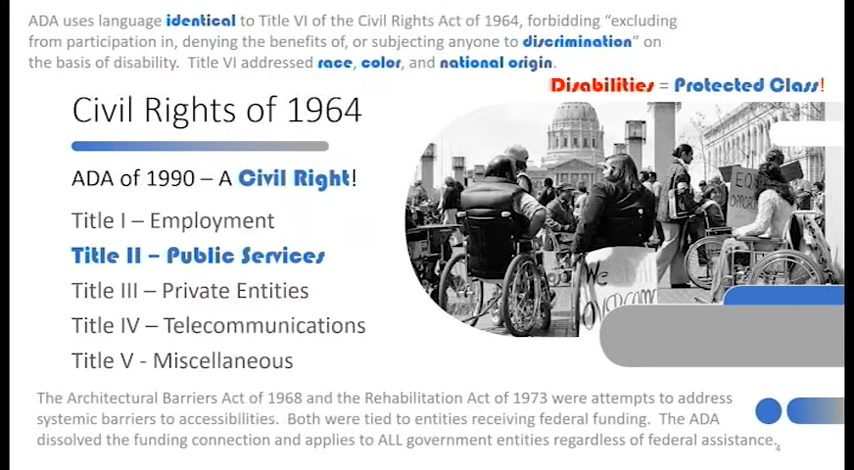 ADA uses language identical to Title VI of the Civil Rights Act of 1964, forbidding “excluding
from participation in, denying the benefits of, or subjecting anyone to discrimination” on
the basis of disability. Title VI addressed race, color, and national origin.
Disabilities = Protected Class!
Civil Rights of 1964
ADA of 1990 – A Civil Right!
Title I – Employment
Title II – Public Services
Title III – Private Entities
Title IV – Telecommunications
Title V - Miscellaneous
We shall
OVERCOME
The Architectural Barriers Act of 1968 and the Rehabilitation Act of 1973 were attempts to address
systemic barriers to accessibilities. Both were tied to entities receiving federal funding. The ADA
dissolved the funding connection and applies to ALL government entities regardless of federal assistance.
4